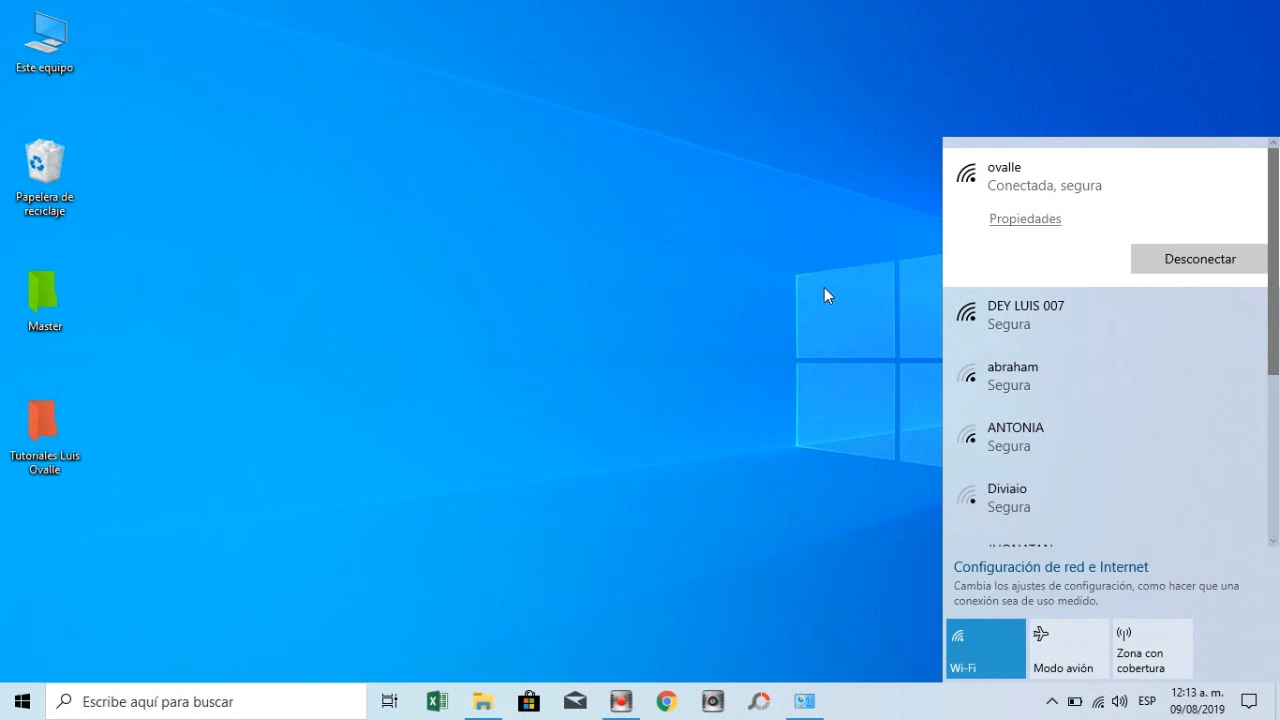 Este equipo
Papelera de
reciclaje
Master
Tutoriales Luis
Ovalle
ovalle
Conectada, segura
Propiedades
Desconectar
DEY LUIS 007
Segura
abraham
Segura
ANTONIA
Segura
Diviaio
Segura
Configuración de red e Internet
Cambia los ajustes de configuración, como hacer que una
conexión sea de uso medido.
Wi-Fi
Modo avión
Zona con
cobertura
Escribe aquí para buscar
ESP
12:13 a. m.
09/08/2019